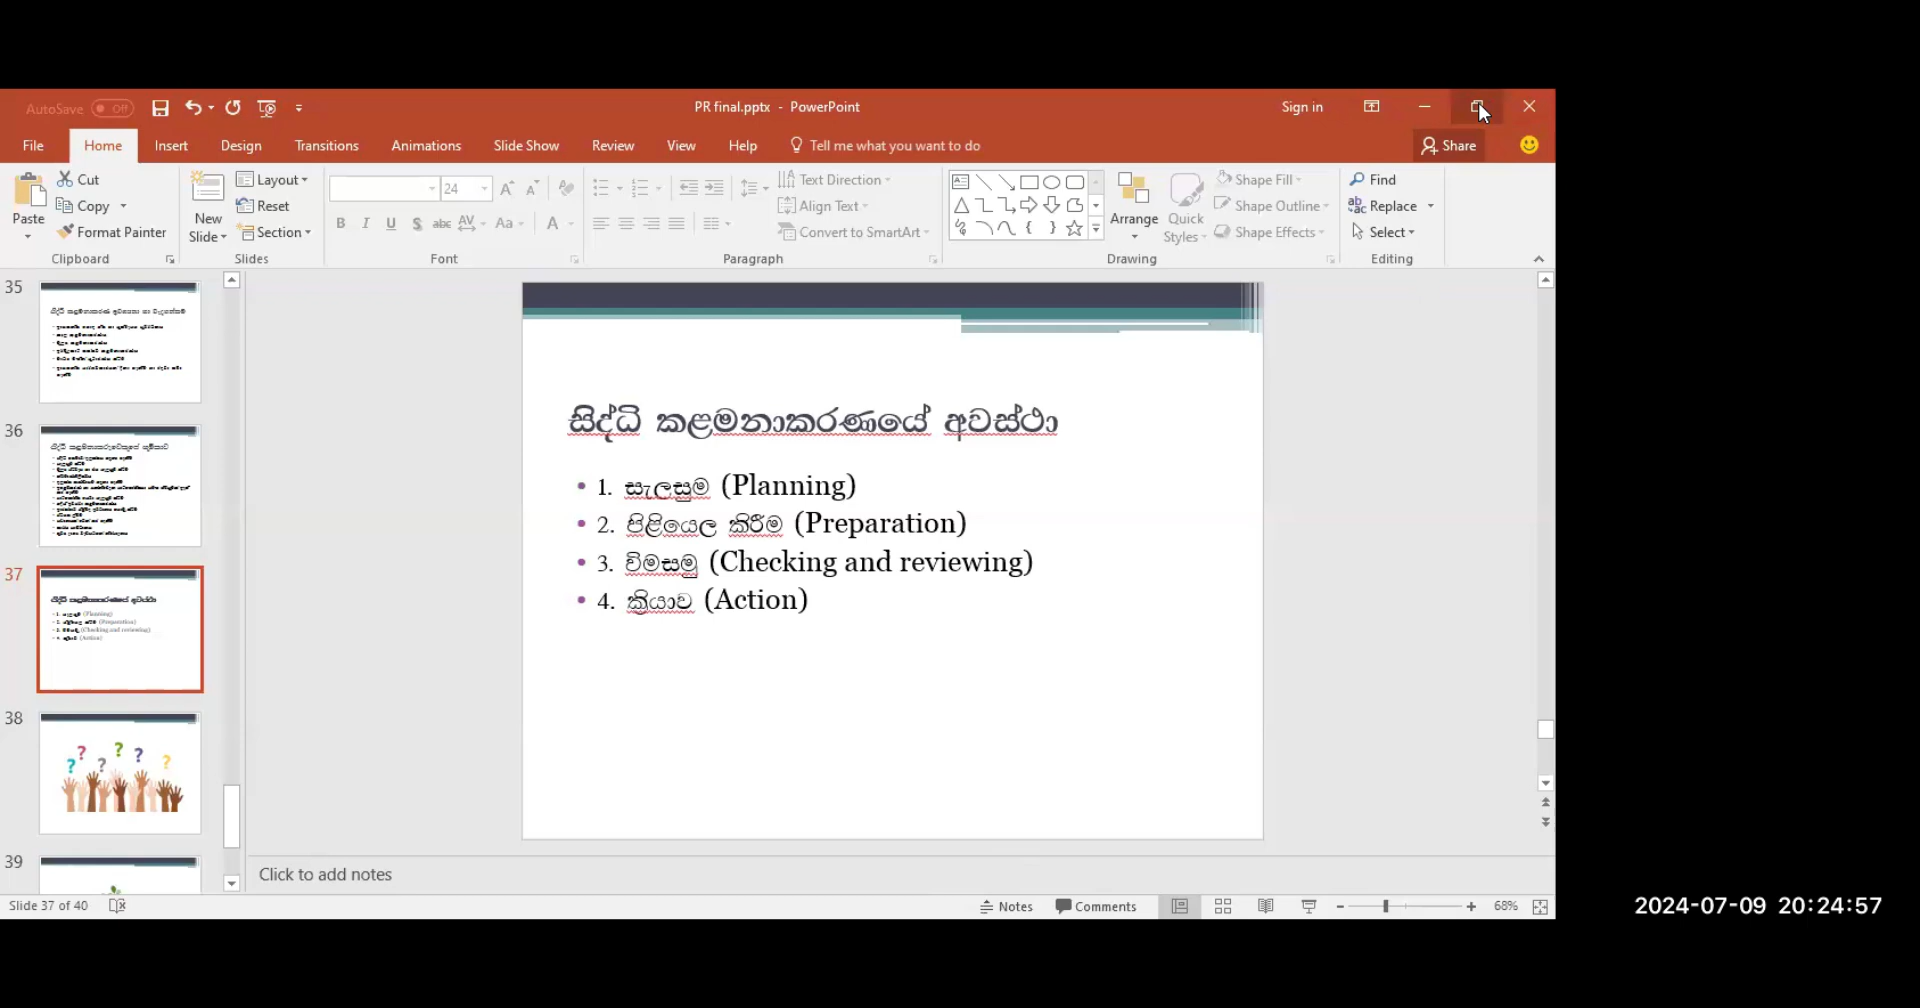 AutoSave Off
PR final.pptx - PowerPoint
Sign in
File Home Insert Design Transitions Animations Slide Show Review View Help Tell me what you want to do Share
Cut
Copy
Format Painter
Paste
Clipboard
New Slide
Layout
Reset
Section
Slides
24
B I U S abc AV Aa A
Font
Text Direction
Align Text
Convert to SmartArt
Paragraph
Arrange
Quick Styles
Shape Fill
Shape Outline
Shape Effects
Drawing
Find
Replace
Select
Editing
35
36
37
38
39
සිද්ධි කළමනාකරණයේ අවස්ථා
• 1. සැලසුම (Planning)
• 2. පිළියෙල කිරීම (Preparation)
• 3. විමසමු (Checking and reviewing)
• 4. ක්‍රියාව (Action)
Click to add notes
Slide 37 of 40
Notes Comments 68%
2024-07-09 20:24:57